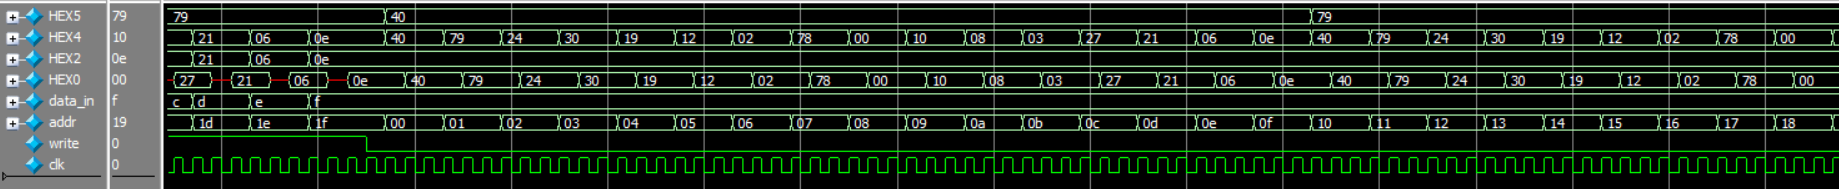 HEX5 79 79 40 79
HEX4 10 21 06 0e 40 79 24 30 19 12 02 78 00 10 08 03 27 21 06 0e 40 79 24 30 19 12 02 78 00
HEX2 0e 21 06 0e
HEX0 00 27 21 06 0e 40 79 24 30 19 12 02 78 00 10 08 03 27 21 06 0e 40 79 24 30 19 12 02 78 00
data_in f c d e f
addr 19 1d 1e 1f 00 01 02 03 04 05 06 07 08 09 0a 0b 0c 0d 0e 0f 10 11 12 13 14 15 16 17 18
write 0
clk 0